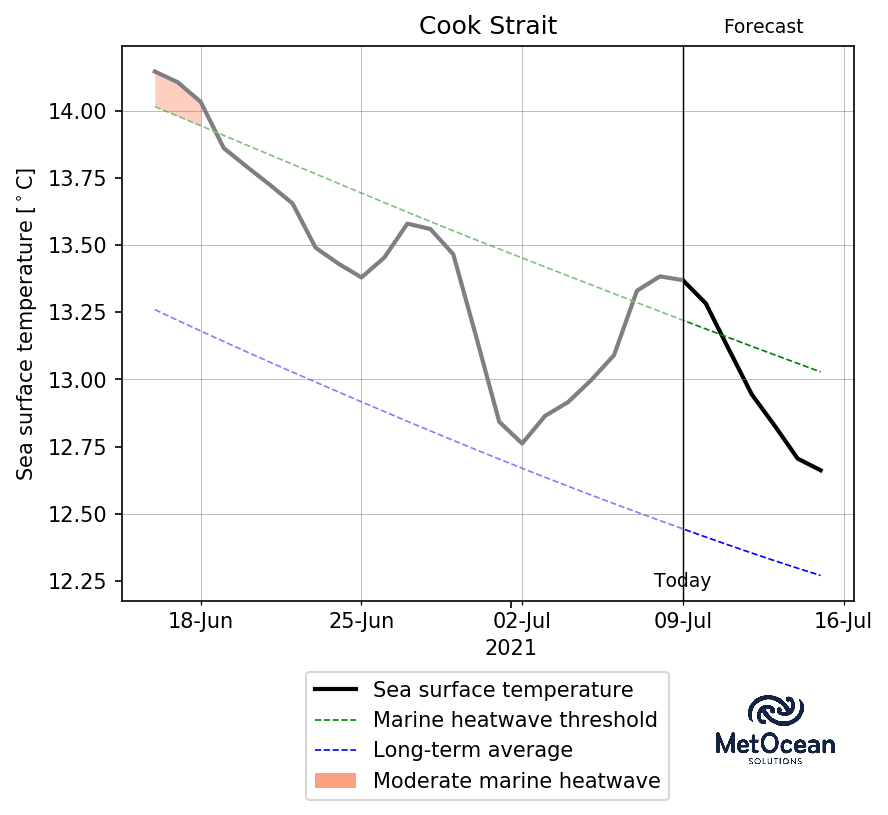 Cook Strait
Forecast
Sea surface temperature [°C]
14.00
13.75
13.50
13.25
13.00
12.75
12.50
12.25
Today
18-Jun
25-Jun
02-Jul
09-Jul
16-Jul
2021
Sea surface temperature
Marine heatwave threshold
Long-term average
Moderate marine heatwave
MetOcean
SOLUTIONS